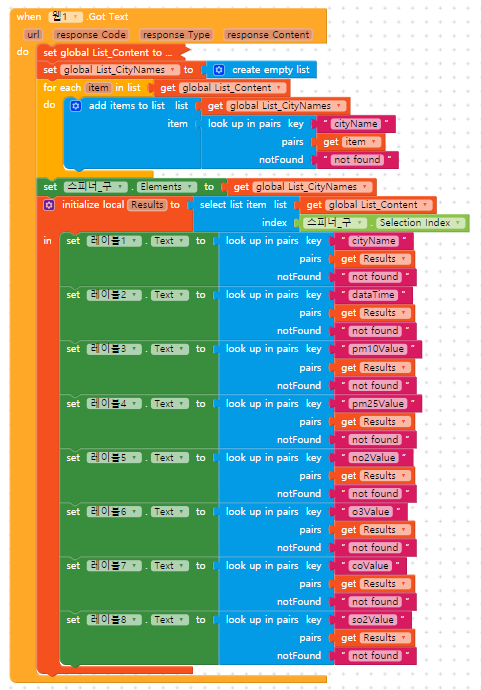 when 웹1 .Got Text
url response Code response Type response Content
do set global List_Content to ...
set global List_CityNames to create empty list
for each item in list get global List_Content
do add items to list list get global List_CityNames
item look up in pairs key " cityName "
pairs get item
notFound " not found "
set 스피너_구 . Elements to get global List_CityNames
initialize local Results to select list item list get global List_Content
index 스피너_구 . Selection Index
in set 레이블1 . Text to look up in pairs key " cityName "
pairs get Results
notFound " not found "
set 레이블2 . Text to look up in pairs key " dataTime "
pairs get Results
notFound " not found "
set 레이블3 . Text to look up in pairs key " pm10Value "
pairs get Results
notFound " not found "
set 레이블4 . Text to look up in pairs key " pm25Value "
pairs get Results
notFound " not found "
set 레이블5 . Text to look up in pairs key " no2Value "
pairs get Results
notFound " not found "
set 레이블6 . Text to look up in pairs key " o3Value "
pairs get Results
notFound " not found "
set 레이블7 . Text to look up in pairs key " coValue "
pairs get Results
notFound " not found "
set 레이블8 . Text to look up in pairs key " so2Value "
pairs get Results
notFound " not found "